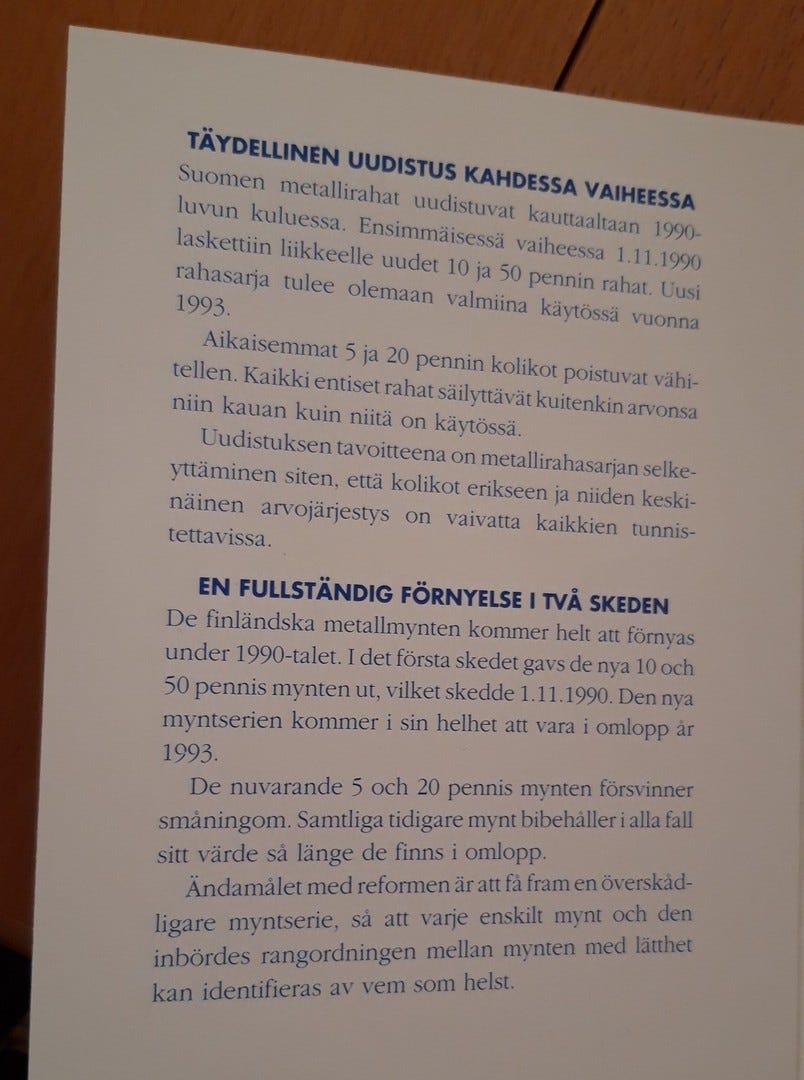 TÄYDELLINEN UUDISTUS KAHDESSA VAIHEESSA
Suomen metallirahat uudistuvat kauttaaltaan 1990-
luvun kuluessa. Ensimmäisessä vaiheessa 1.11.1990
laskettiin liikkeelle uudet 10 ja 50 pennin rahat. Uusi
rahasarja tulee olemaan valmiina käytössä vuonna
1993.
Aikaisemmat 5 ja 20 pennin kolikot poistuvat vähi-
tellen. Kaikki entiset rahat säilyttävät kuitenkin arvonsa
niin kauan kuin niitä on käytössä.
Uudistuksen tavoitteena on metallirahasarjan selke-
yttäminen siten, että kolikot erikseen ja niiden keski-
näinen arvojärjestys on vaivatta kaikkien tunnis-
tettavissa.
EN FULLSTÄNDIG FÖRNYELSE I TVÅ SKEDEN
De finländska metallmynten kommer helt att förnyas
under 1990-talet. I det första skedet gavs de nya 10 och
50 pennis mynten ut, vilket skedde 1.11.1990. Den nya
myntserien kommer i sin helhet att vara i omlopp år
1993.
De nuvarande 5 och 20 pennis mynten försvinner
småningom. Samtliga tidigare mynt bibehåller i alla fall
sitt värde så länge de finns i omlopp.
Ändamålet med reformen är att få fram en överskåd-
ligare myntserie, så att varje enskilt mynt och den
inbördes rangordningen mellan mynten med lätthet
kan identifieras av vem som helst.